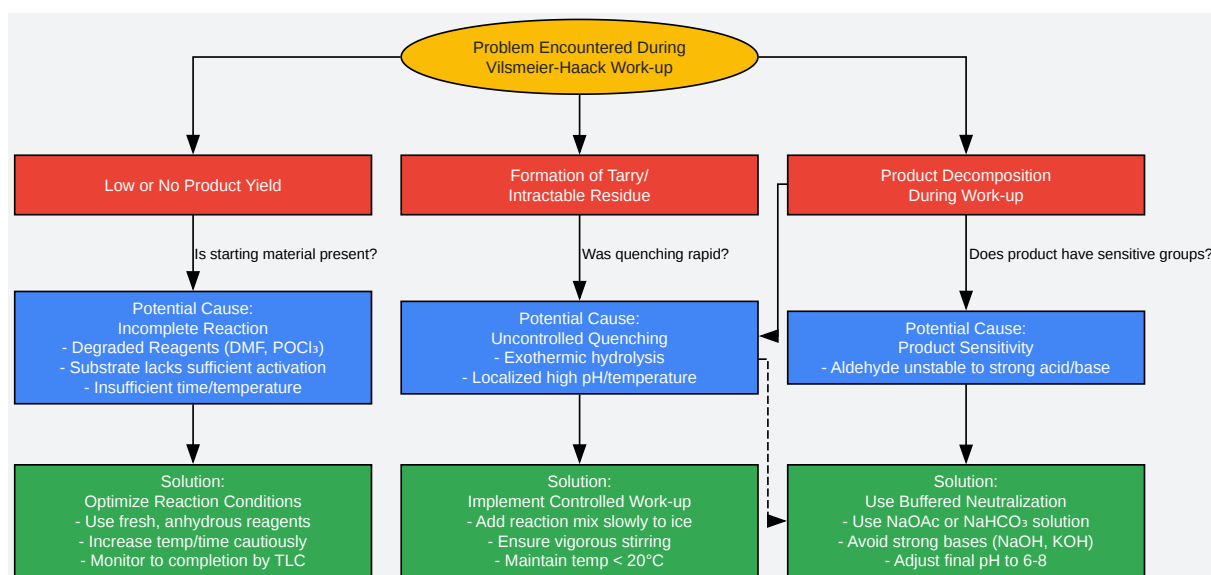 Problem Encountered During
Vilsmeier-Haack Work-up
Low or No Product Yield
Formation of Tarry/
Intractable Residue
Product Decomposition
During Work-up
Is starting material present?
Was quenching rapid?
Does product have sensitive groups?
Potential Cause:
Incomplete Reaction
- Degraded Reagents (DMF, POCl₃)
- Substrate lacks sufficient activation
- Insufficient time/temperature
Potential Cause:
Uncontrolled Quenching
- Exothermic hydrolysis
- Localized high pH/temperature
Potential Cause:
Product Sensitivity
- Aldehyde unstable to strong acid/base
Solution:
Optimize Reaction Conditions
- Use fresh, anhydrous reagents
- Increase temp/time cautiously
- Monitor to completion by TLC
Solution:
Implement Controlled Work-up
- Add reaction mix slowly to ice
- Ensure vigorous stirring
- Maintain temp < 20°C
Solution:
Use Buffered Neutralization
- Use NaOAc or NaHCO₃ solution
- Avoid strong bases (NaOH, KOH)
- Adjust final pH to 6-8